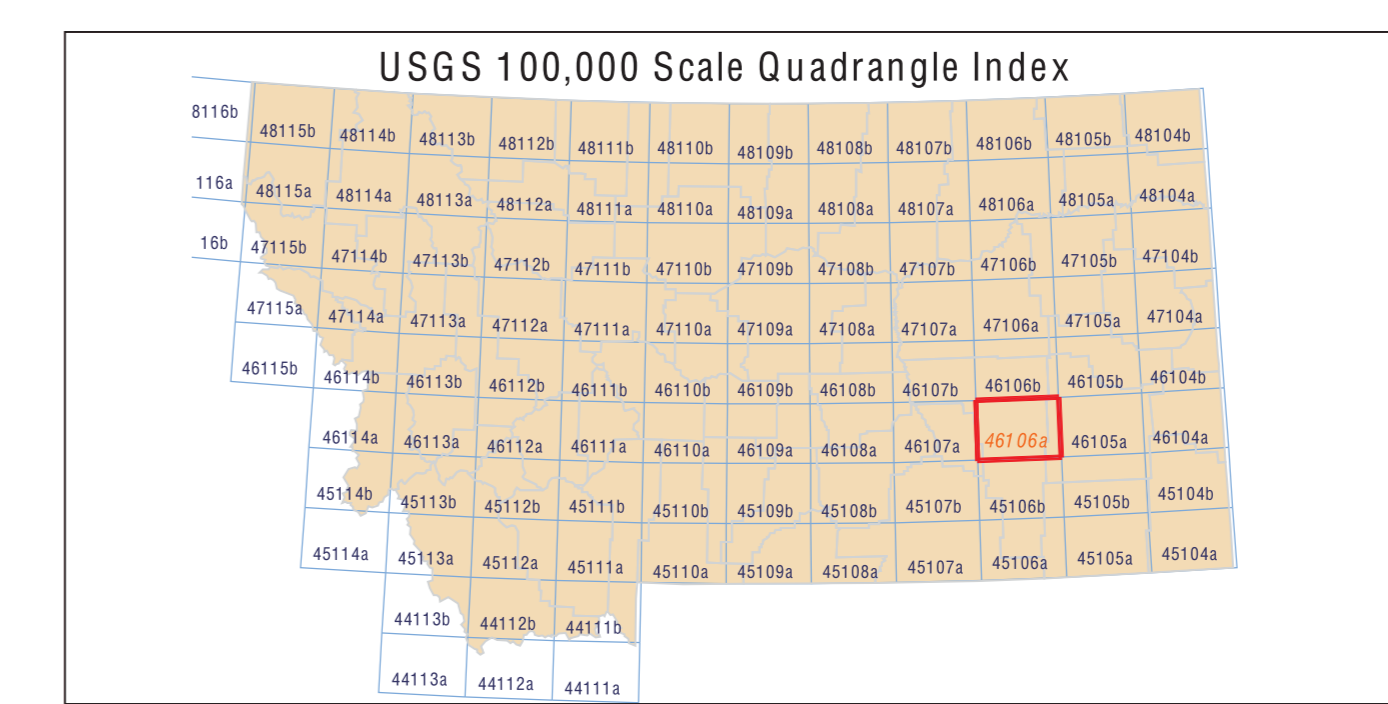 USGS 100,000 Scale Quadrangle Index
8116b 48115b 48114b 48113b 48112b 48111b 48110b 48109b 48108b 48107b 48106b 48105b 48104b
116a 48115a 48114a 48113a 48112a 48111a 48110a 48109a 48108a 48107a 48106a 48105a 48104a
16b 47115b 47114b 47113b 47112b 47111b 47110b 47109b 47108b 47107b 47106b 47105b 47104b
47115a 47114a 47113a 47112a 47111a 47110a 47109a 47108a 47107a 47106a 47105a 47104a
46115b 46114b 46113b 46112b 46111b 46110b 46109b 46108b 46107b 46106b 46105b 46104b
46114a 46113a 46112a 46111a 46110a 46109a 46108a 46107a 46106a 46105a 46104a
45114b 45113b 45112b 45111b 45110b 45109b 45108b 45107b 45106b 45105b 45104b
45114a 45113a 45112a 45111a 45110a 45109a 45108a 45107a 45106a 45105a 45104a
44113b 44112b 44111b
44113a 44112a 44111a